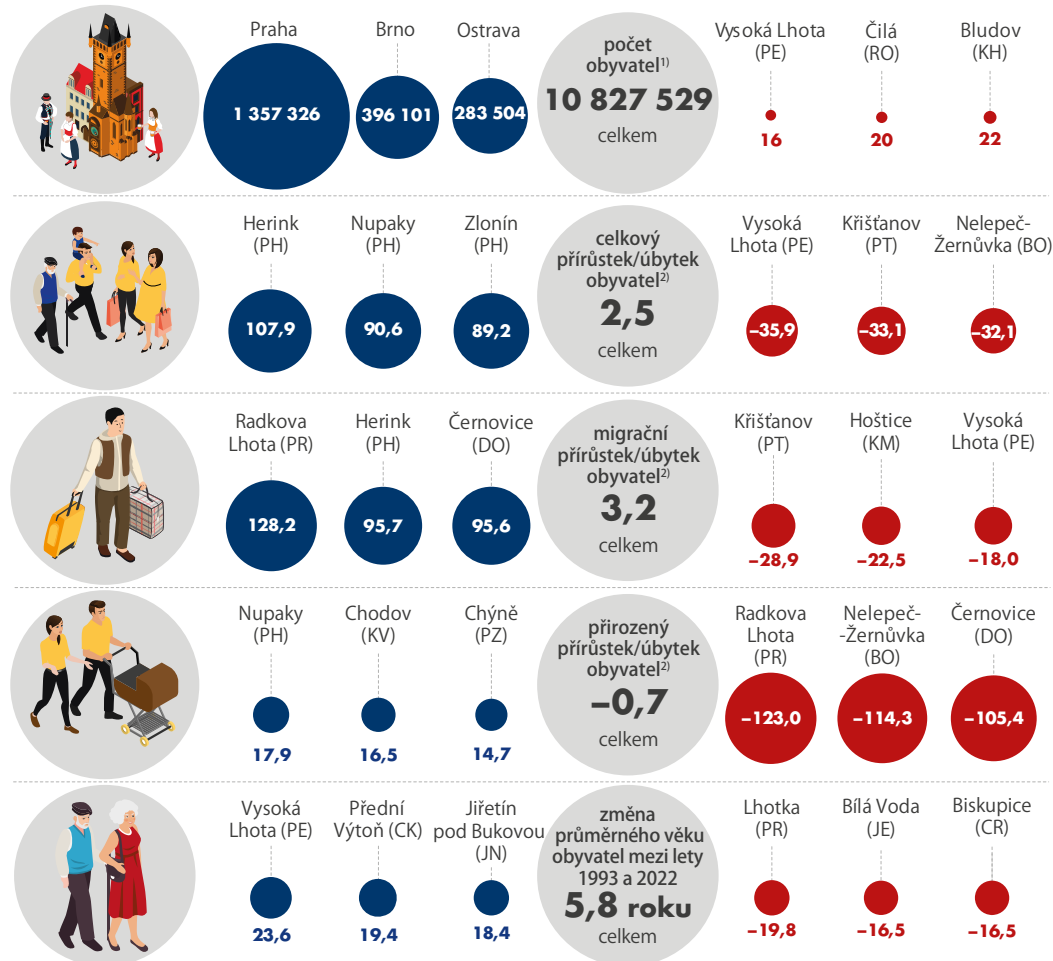 Praha
Brno
Ostrava
počet
obyvatel1)
10 827 529
celkem
Vysoká Lhota
(PE)
Čilá
(RO)
Bludov
(KH)
1 357 326
396 101
283 504
16
20
22
Herink
(PH)
Nupaky
(PH)
Zlonín
(PH)
celkový
přírůstek/úbytek
obyvatel2)
2,5
celkem
Vysoká
Lhota (PE)
Křišťanov
(PT)
Nelepeč-
Žernůvka (BO)
107,9
90,6
89,2
−35,9
−33,1
−32,1
Radkova
Lhota (PR)
Herink
(PH)
Černovice
(DO)
migrační
přírůstek/úbytek
obyvatel2)
3,2
celkem
Křišťanov
(PT)
Hoštice
(KM)
Vysoká
Lhota (PE)
128,2
95,7
95,6
−28,9
−22,5
−18,0
Nupaky
(PH)
Chodov
(KV)
Chýně
(PZ)
přirozený
přírůstek/úbytek
obyvatel2)
−0,7
celkem
Radkova
Lhota
(PR)
Nelepeč-
-Žernůvka
(BO)
Černovice
(DO)
17,9
16,5
14,7
−123,0
−114,3
−105,4
Vysoká
Lhota (PE)
Přední
Výtoň (CK)
Jiřetín
pod Bukovou
(JN)
změna
průměrného věku
obyvatel mezi lety
1993 a 2022
5,8 roku
celkem
Lhotka
(PR)
Bílá Voda
(JE)
Biskupice
(CR)
23,6
19,4
18,4
−19,8
−16,5
−16,5